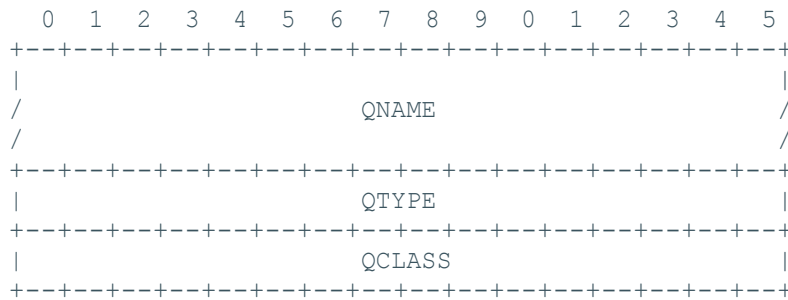 0  1  2  3  4  5  6  7  8  9  0  1  2  3  4  5
+--+--+--+--+--+--+--+--+--+--+--+--+--+--+--+--+
|                                               |
/                     QNAME                     /
/                                               /
+--+--+--+--+--+--+--+--+--+--+--+--+--+--+--+--+
|                     QTYPE                     |
+--+--+--+--+--+--+--+--+--+--+--+--+--+--+--+--+
|                     QCLASS                    |
+--+--+--+--+--+--+--+--+--+--+--+--+--+--+--+--+